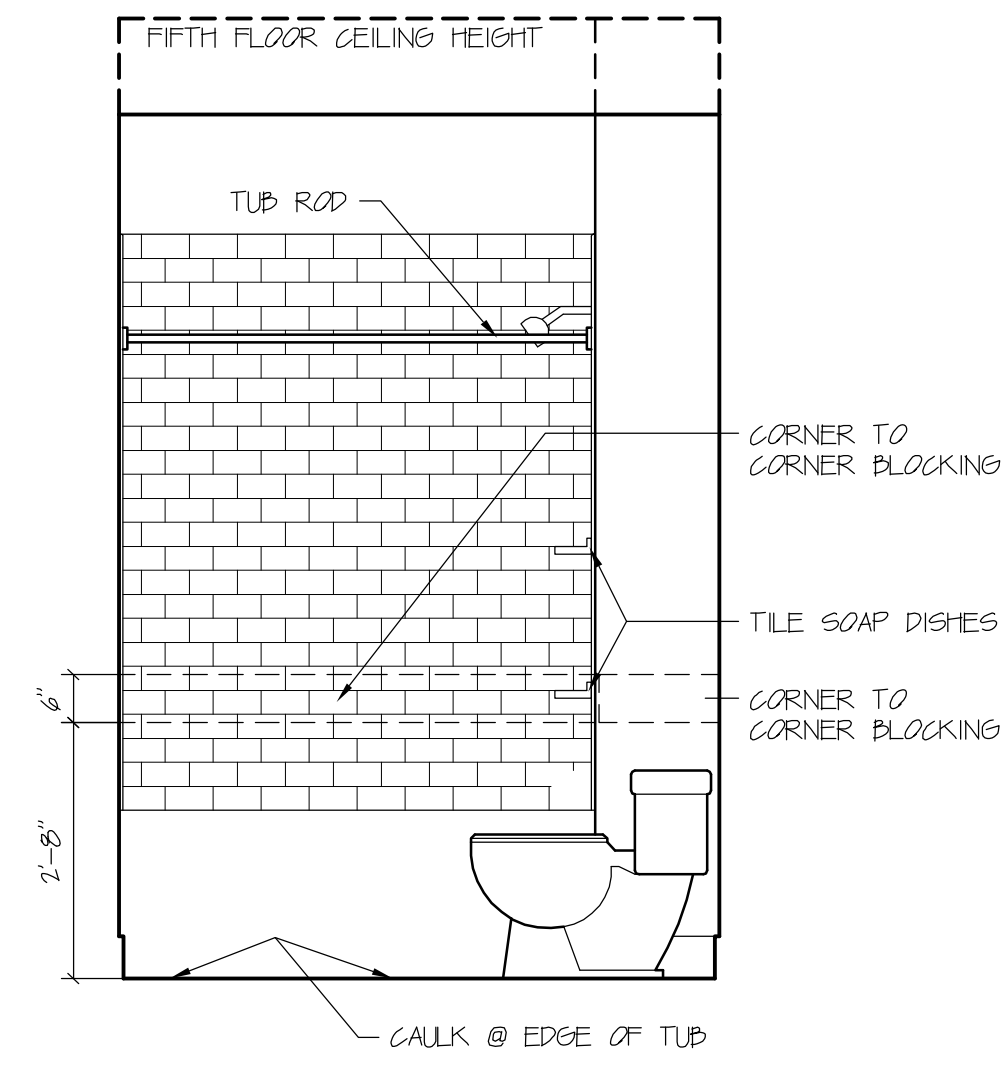 FIFTH FLOOR CEILING HEIGHT
TUB ROD
CORNER TO
CORNER BLOCKING
TILE SOAP DISHES
6"
CORNER TO
CORNER BLOCKING
2'-8"
CAULK @ EDGE OF TUB